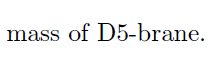 mass of D5-brane.